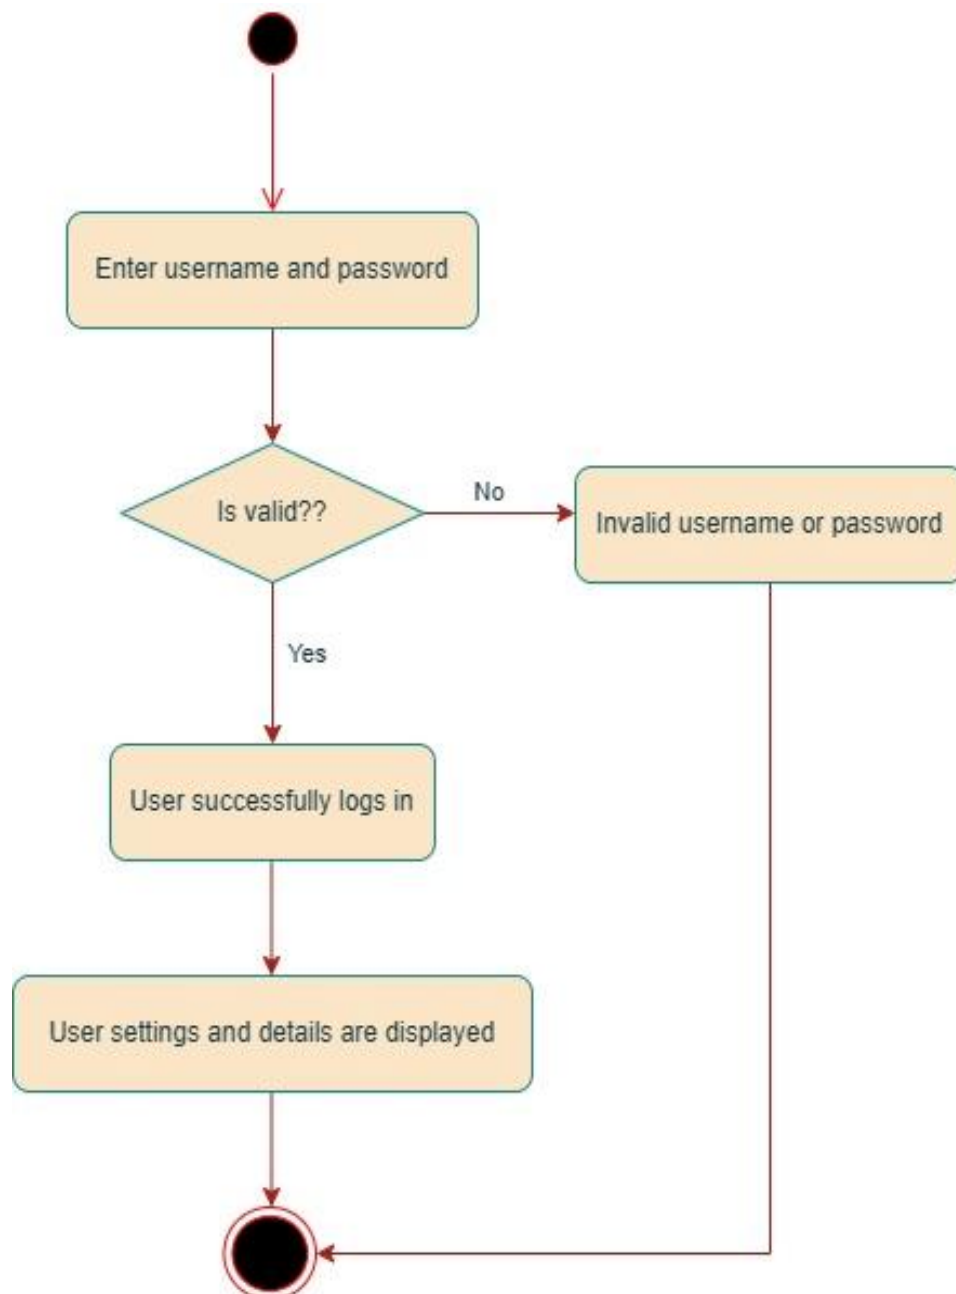 Enter username and password
Is valid??
No
Invalid username or password
Yes
User successfully logs in
User settings and details are displayed